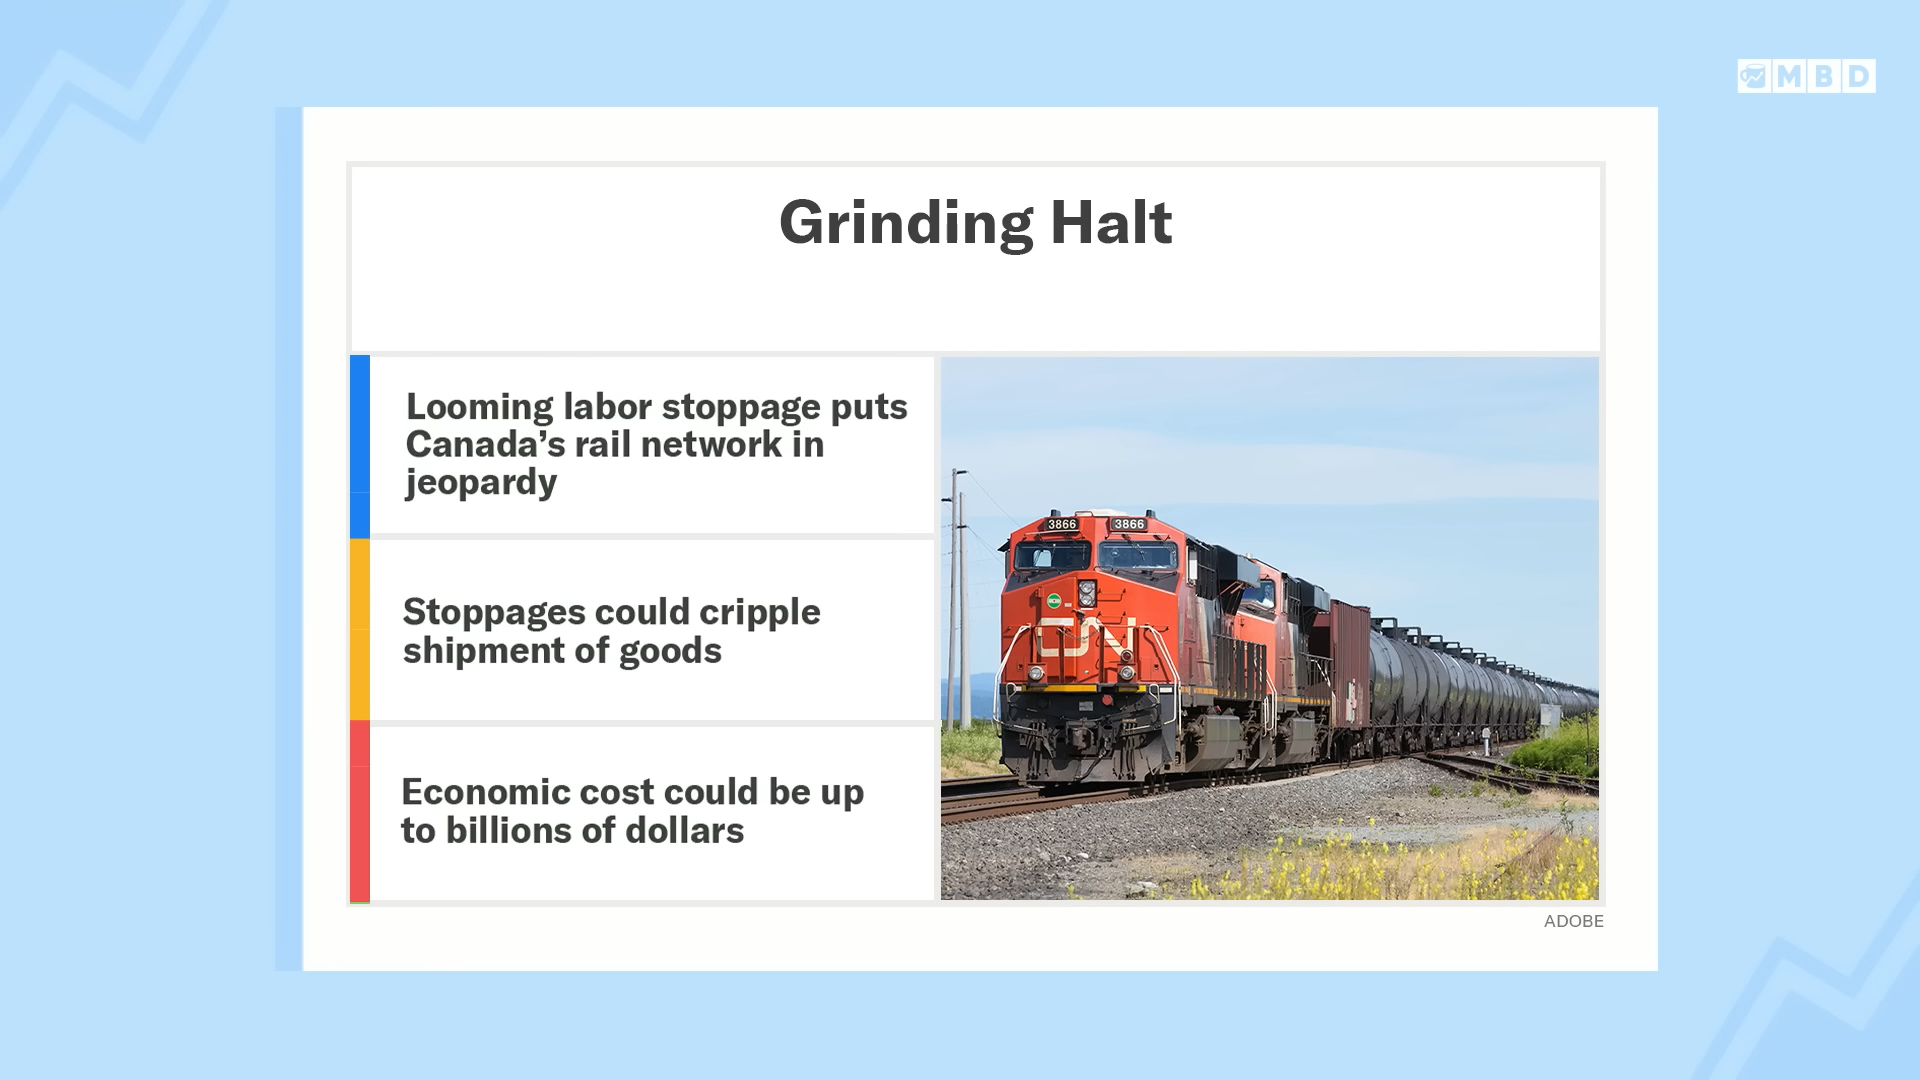 MBD
Grinding Halt
Looming labor stoppage puts
Canada’s rail network in
jeopardy
Stoppages could cripple
shipment of goods
Economic cost could be up
to billions of dollars
3866 3866
CN
ADOBE